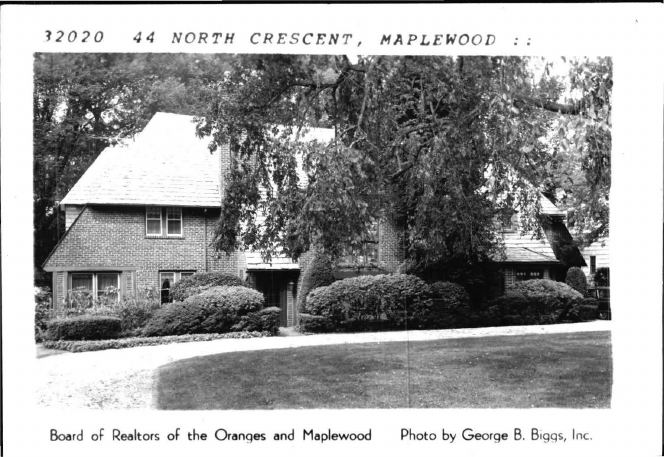 32020 44 NORTH CRESCENT, MAPLEWOOD ::
Board of Realtors of the Oranges and Maplewood Photo by George B. Biggs, Inc.